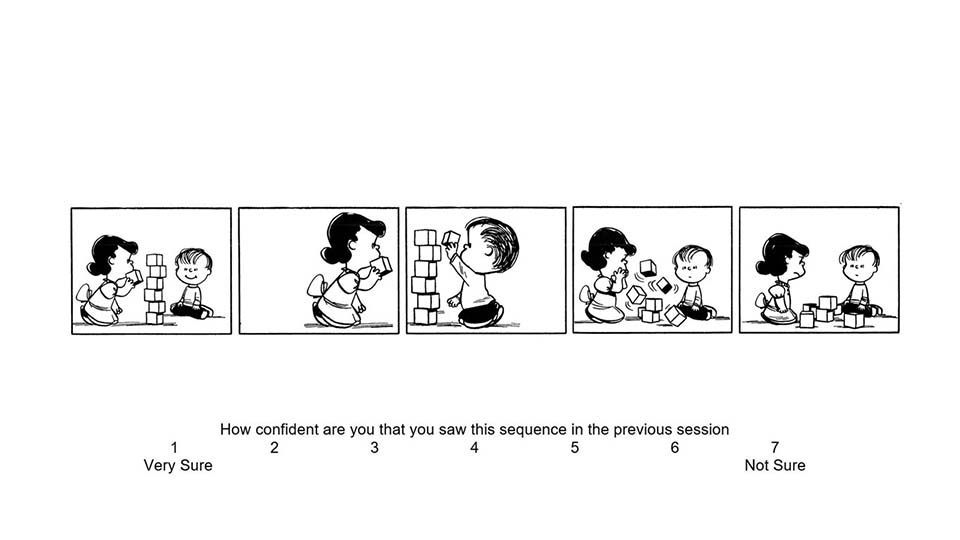 How confident are you that you saw this sequence in the previous session
1 2 3 4 5 6 7
Very Sure Not Sure